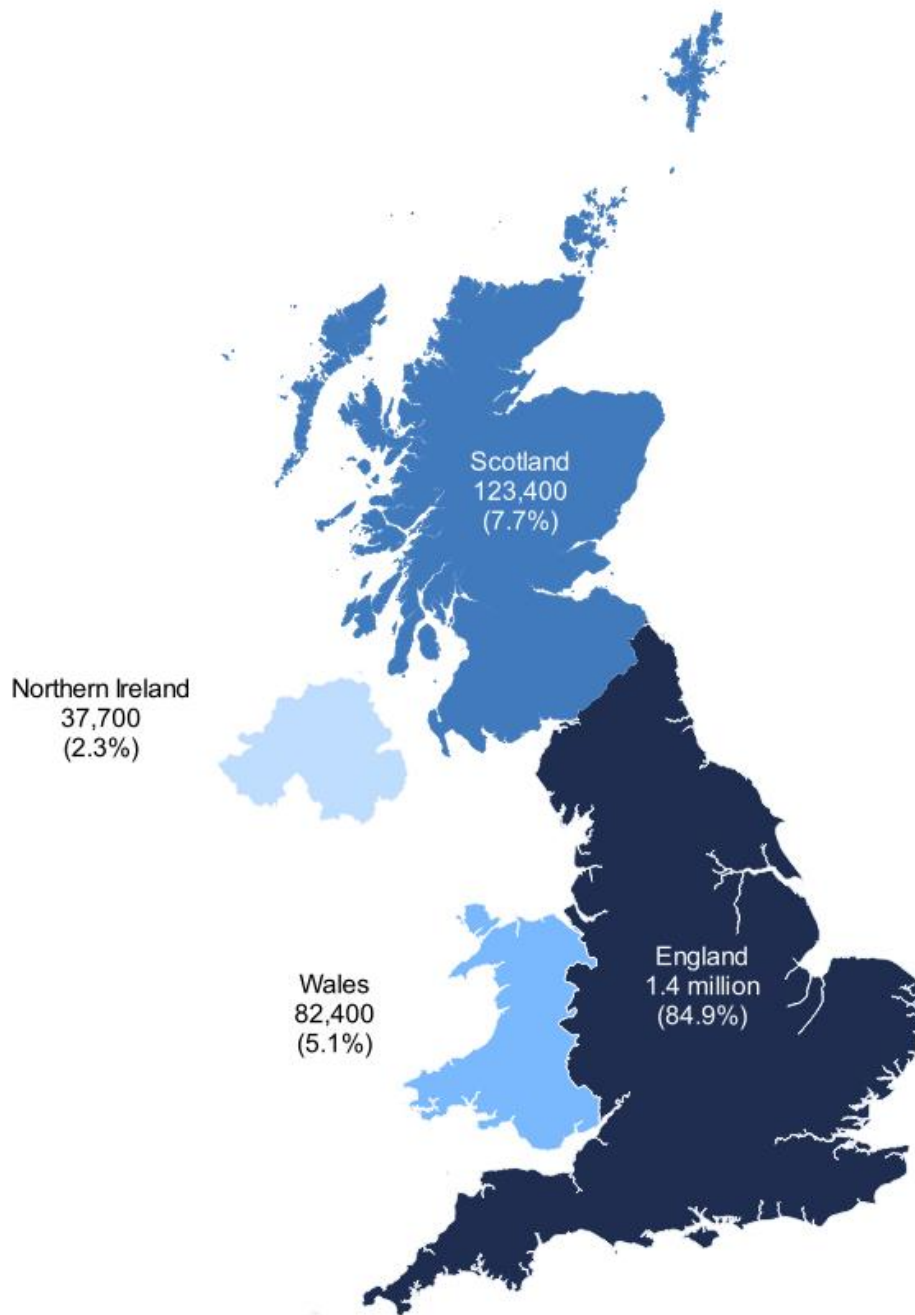 Scotland
123,400
(7.7%)
Northern Ireland
37,700
(2.3%)
Wales
82,400
(5.1%)
England
1.4 million
(84.9%)